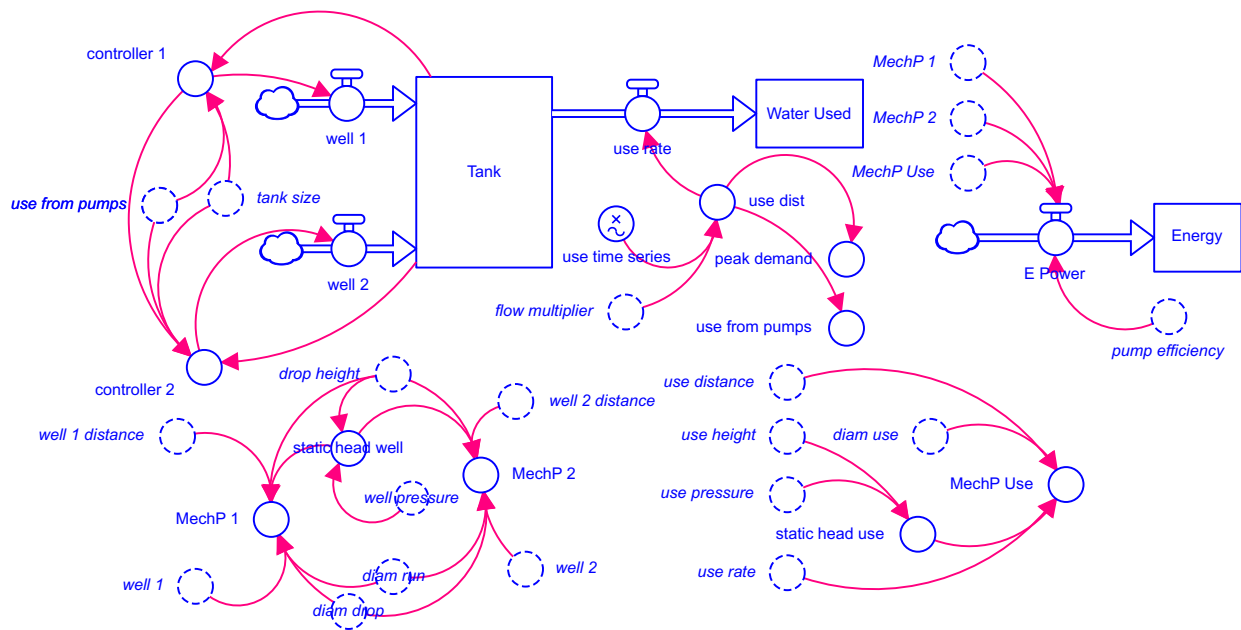 controller 1
well 1
Tank
use rate
Water Used
MechP 1
MechP 2
MechP Use
use from pumps
tank size
use dist
use time series
peak demand
Energy
E Power
well 2
flow multiplier
use from pumps
pump efficiency
controller 2
drop height
well 2 distance
use distance
well 1 distance
static head well
use height
diam use
MechP 2
MechP Use
well pressure
use pressure
MechP 1
static head use
well 1
diam run
well 2
use rate
diam drop